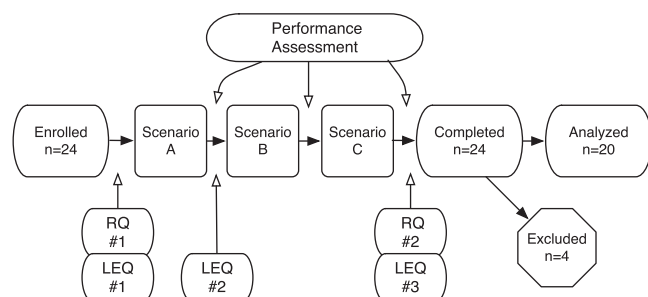 Performance
Assessment
Enrolled
n=24
Scenario
A
Scenario
B
Scenario
C
Completed
n=24
Analyzed
n=20
RQ
#1
LEQ
#1
LEQ
#2
RQ
#2
LEQ
#3
Excluded
n=4